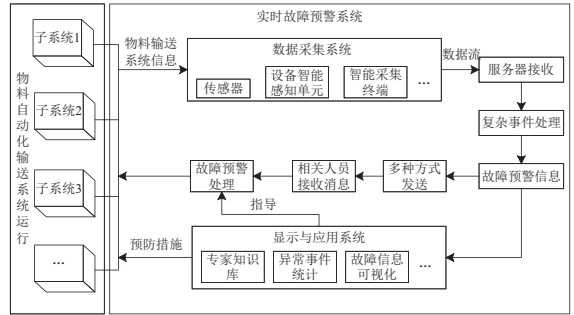 实时故障预警系统
物料自动化输送系统运行
子系统1
子系统2
子系统3
...
物料输送
系统信息
数据采集系统
传感器
设备智能
感知单元
智能采集
终端
...
数据流
服务器接收
复杂事件处理
故障预警信息
多种方式
发送
相关人员
接收消息
故障预警
处理
指导
预防措施
显示与应用系统
专家知识
库
异常事件
统计
故障信息
可视化
...